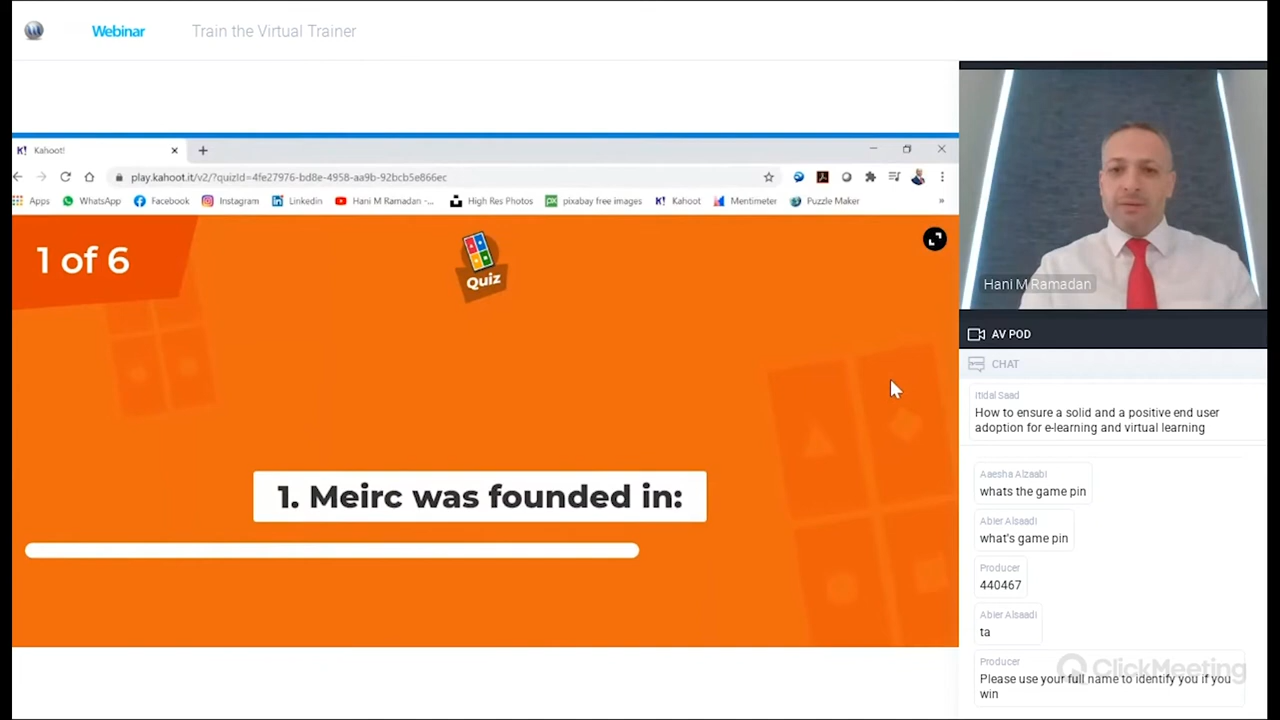 Webinar Train the Virtual Trainer
K! Kahoot!
play.kahoot.it/v2/?quizId=4fe27976-bd8e-4958-aa9b-92bcb5e866ec
Apps WhatsApp Facebook Instagram Linkedin Hani M Ramadan -... High Res Photos pixabay free images K! Kahoot Mentimeter Puzzle Maker »
1 of 6
Quiz
1. Meirc was founded in:
Hani M Ramadan
AV POD
CHAT
Itidal Saad
How to ensure a solid and a positive end user
adoption for e-learning and virtual learning
Aaesha Alzaabi
whats the game pin
Abier Alsaadi
what's game pin
Producer
440467
Abier Alsaadi
ta
Producer
ClickMeeting
Please use your full name to identify you if you
win